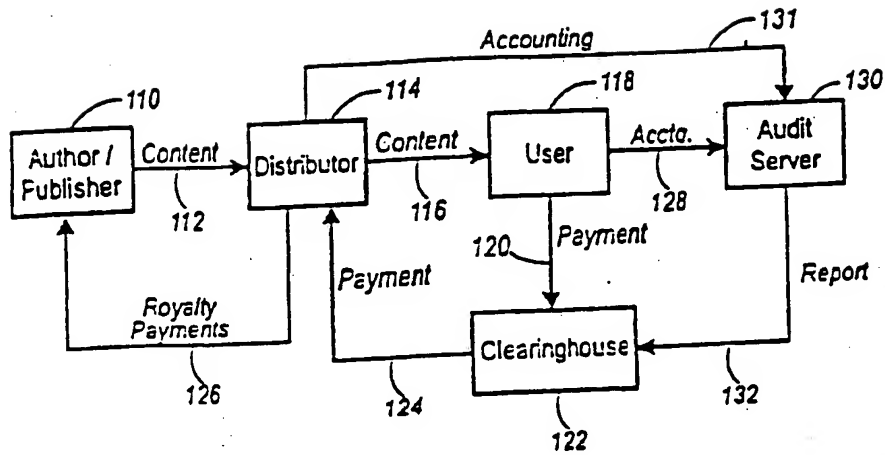 Accounting
131
110
114
118
130
Author /
Publisher
Content
112
Distributor
Content
116
User
Accta.
128
Audit
Server
120
Payment
Payment
Report
Royalty
Payments
126
124
Clearinghouse
122
132